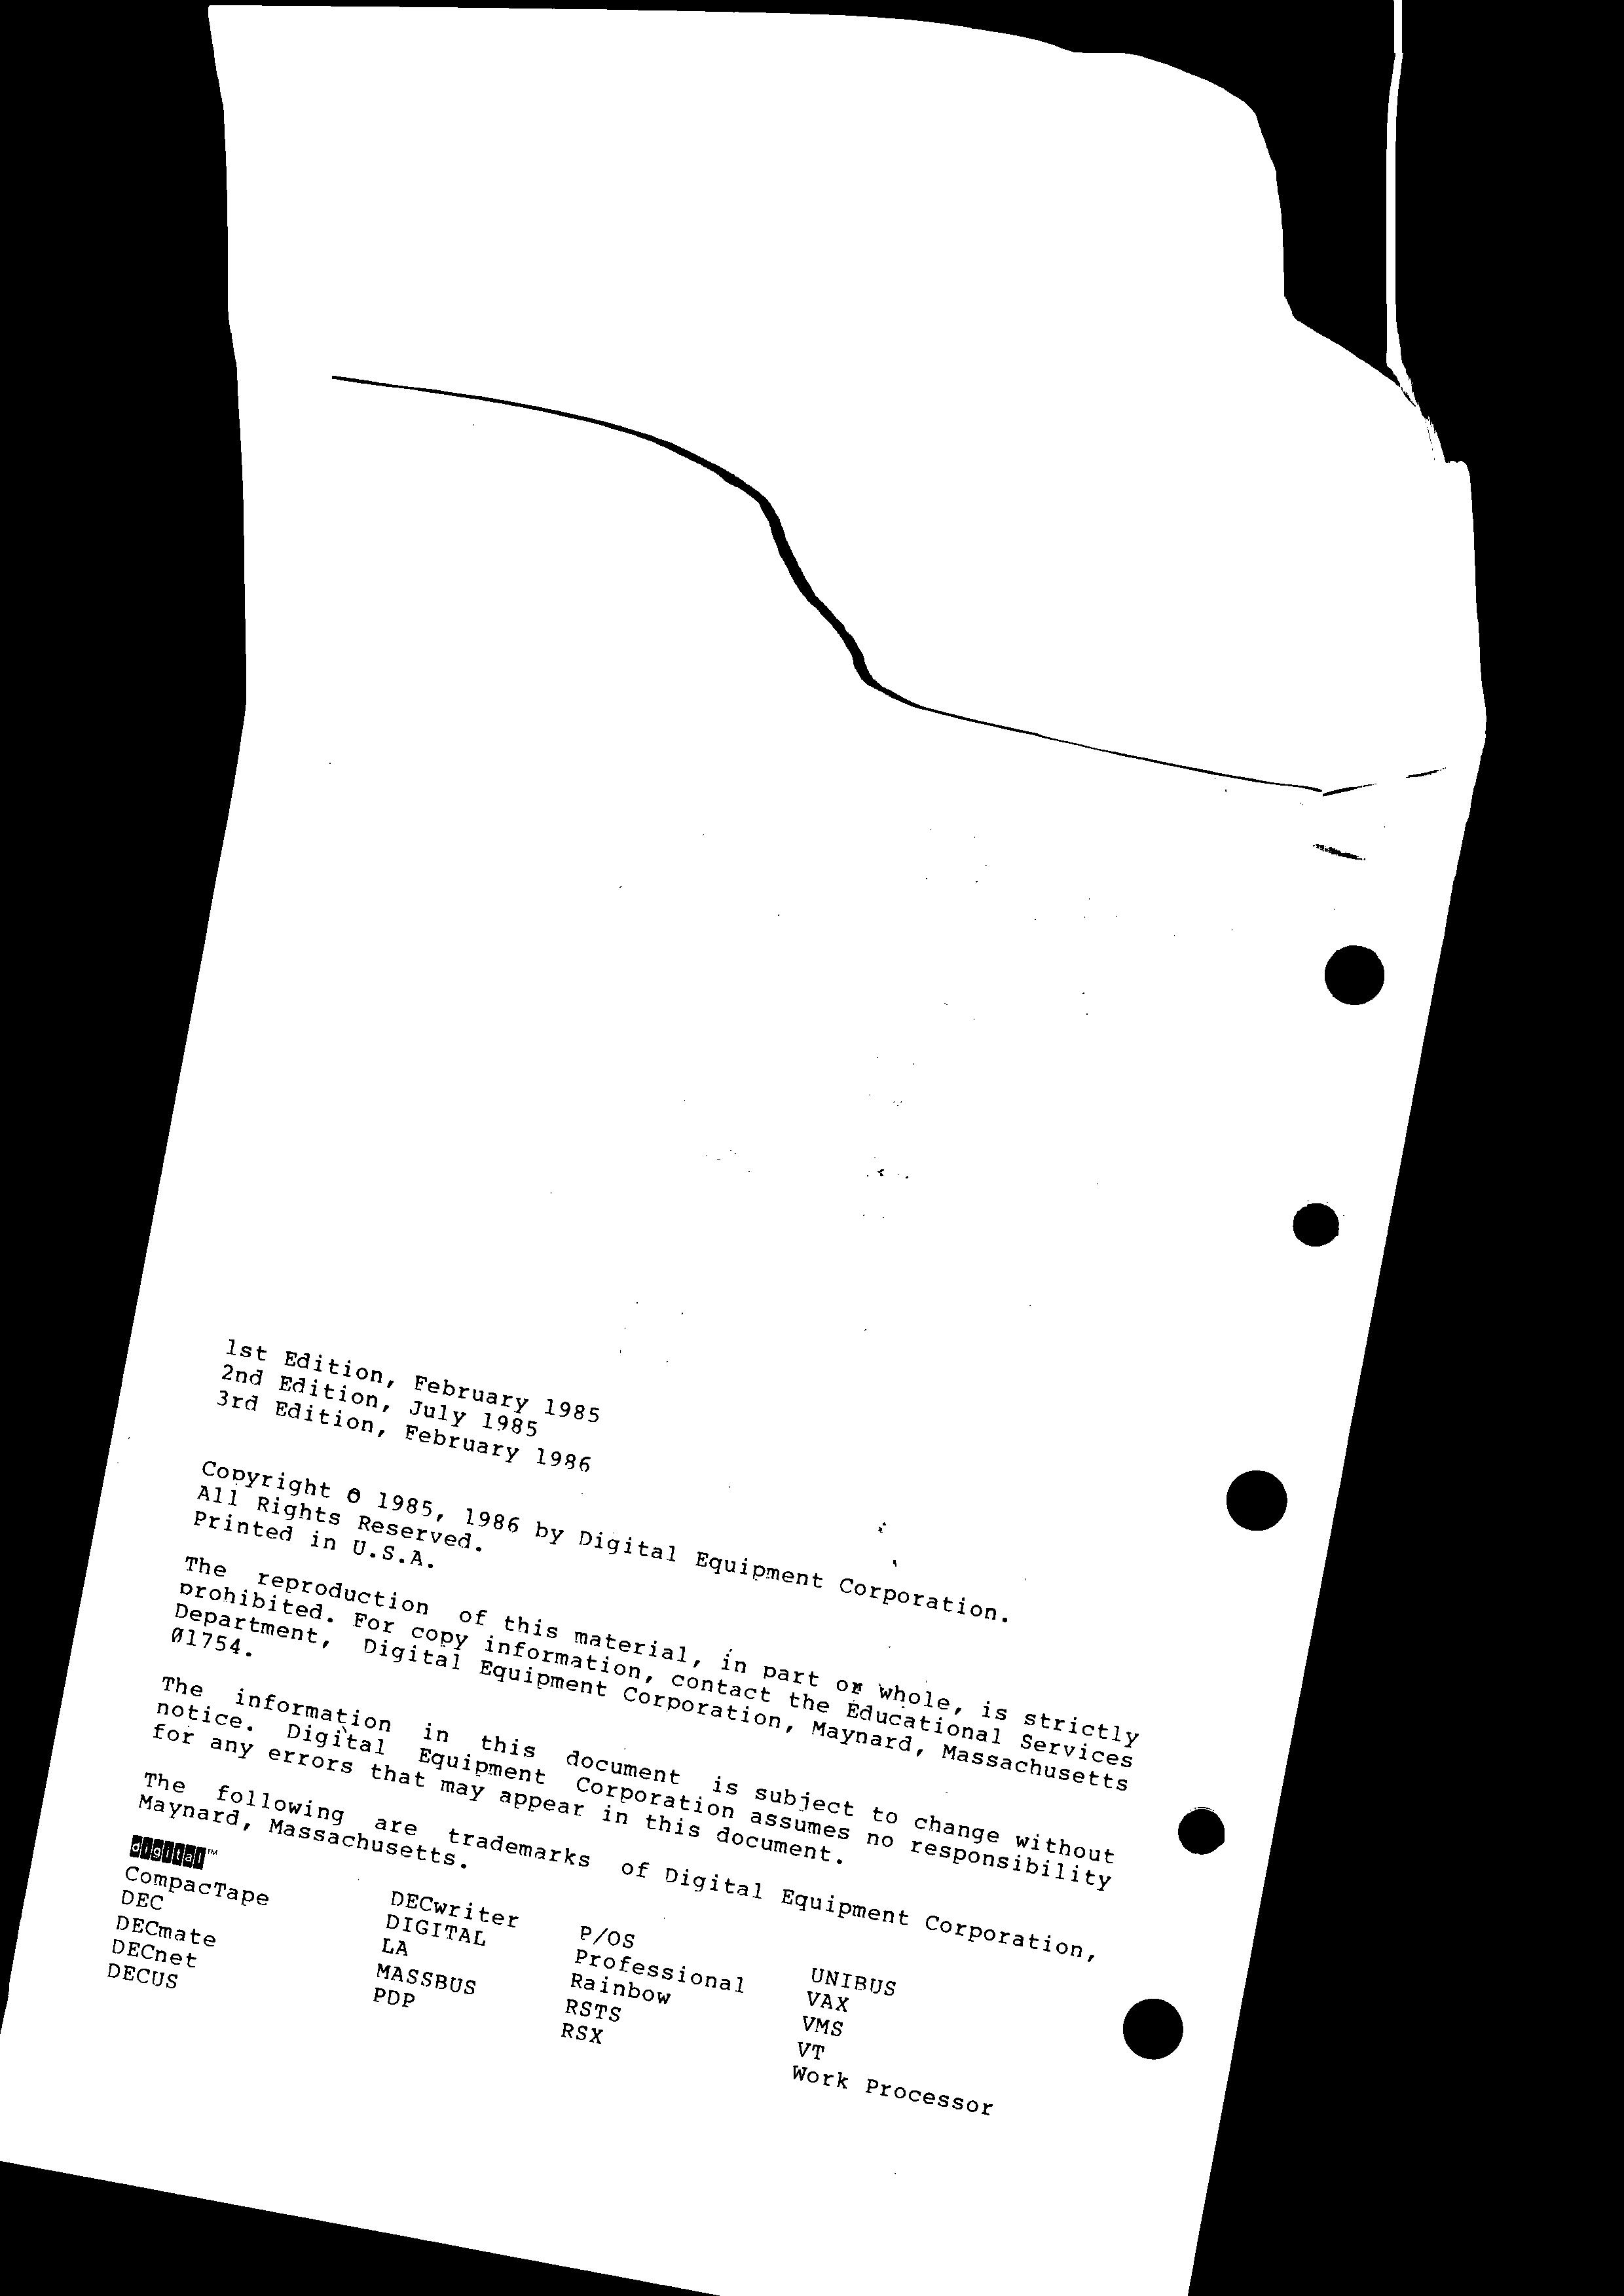 1st Edition, February 1985
2nd Edition, July 1985
3rd Edition, February 1986
Copyright © 1985, 1986 by Digital Equipment Corporation.
All Rights Reserved.
Printed in U.S.A.
The reproduction of this material, in part or whole, is strictly
prohibited. For copy information, contact the Educational Services
Department, Digital Equipment Corporation, Maynard, Massachusetts
Ø1754.
The information in this document is subject to change without
notice. Digital Equipment Corporation assumes no responsibility
for any errors that may appear in this document.
The following are trademarks of Digital Equipment Corporation,
Maynard, Massachusetts.
digital™
CompacTape DECwriter P/OS UNIBUS
DEC DIGITAL Professional VAX
DECmate LA Rainbow VMS
DECnet MASSBUS RSTS VT
DECUS PDP RSX Work Processor